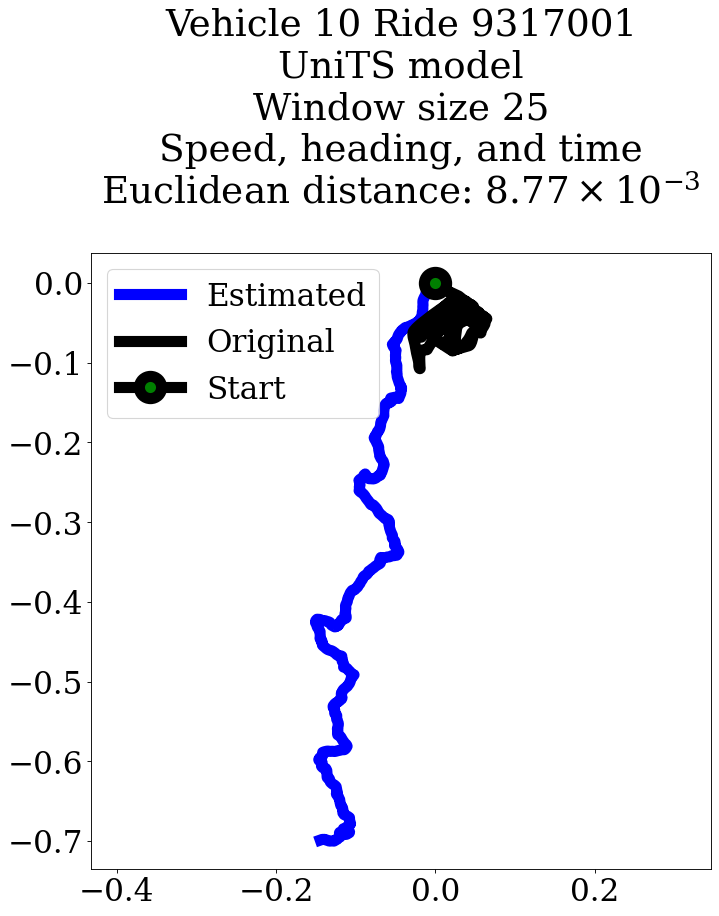 Vehicle 10 Ride 9317001
UniTS model
Window size 25
Speed, heading, and time
Euclidean distance: 8.77 × 10⁻³
Estimated
Original
Start
0.0
−0.1
−0.2
−0.3
−0.4
−0.5
−0.6
−0.7
−0.4
−0.2
0.0
0.2